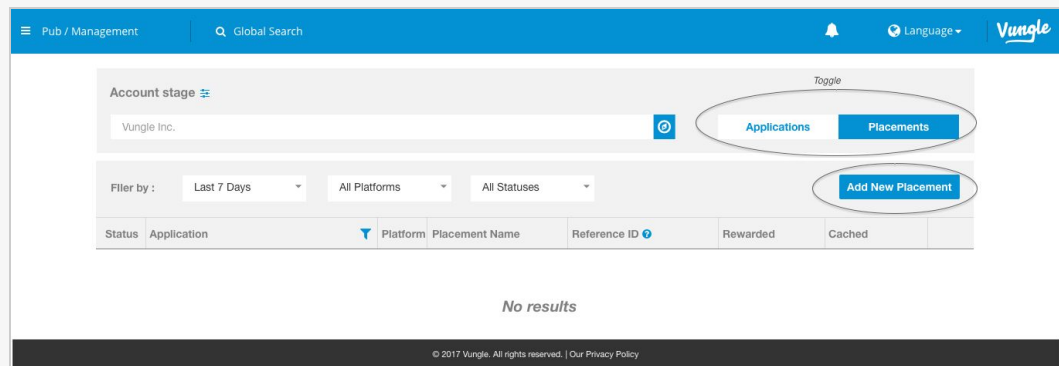 Pub / Management
Global Search
Language
Vungle
Toggle
Account stage
Vungle Inc.
Applications
Placements
Fller by :
Last 7 Days
All Platforms
All Statuses
Add New Placement
Status Application Platform Placement Name Reference ID Rewarded Cached
No results
© 2017 Vungle. All rights reserved. | Our Privacy Policy